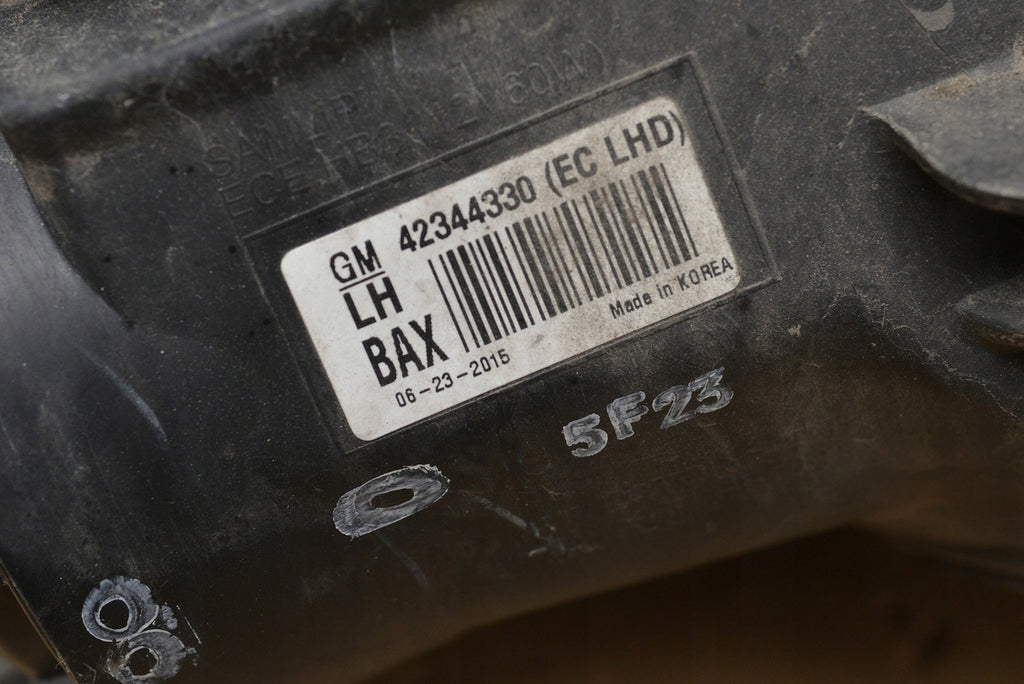 GM 42344330 (EC LHD)
LH
BAX
06-23-2015
Made in KOREA
5F23